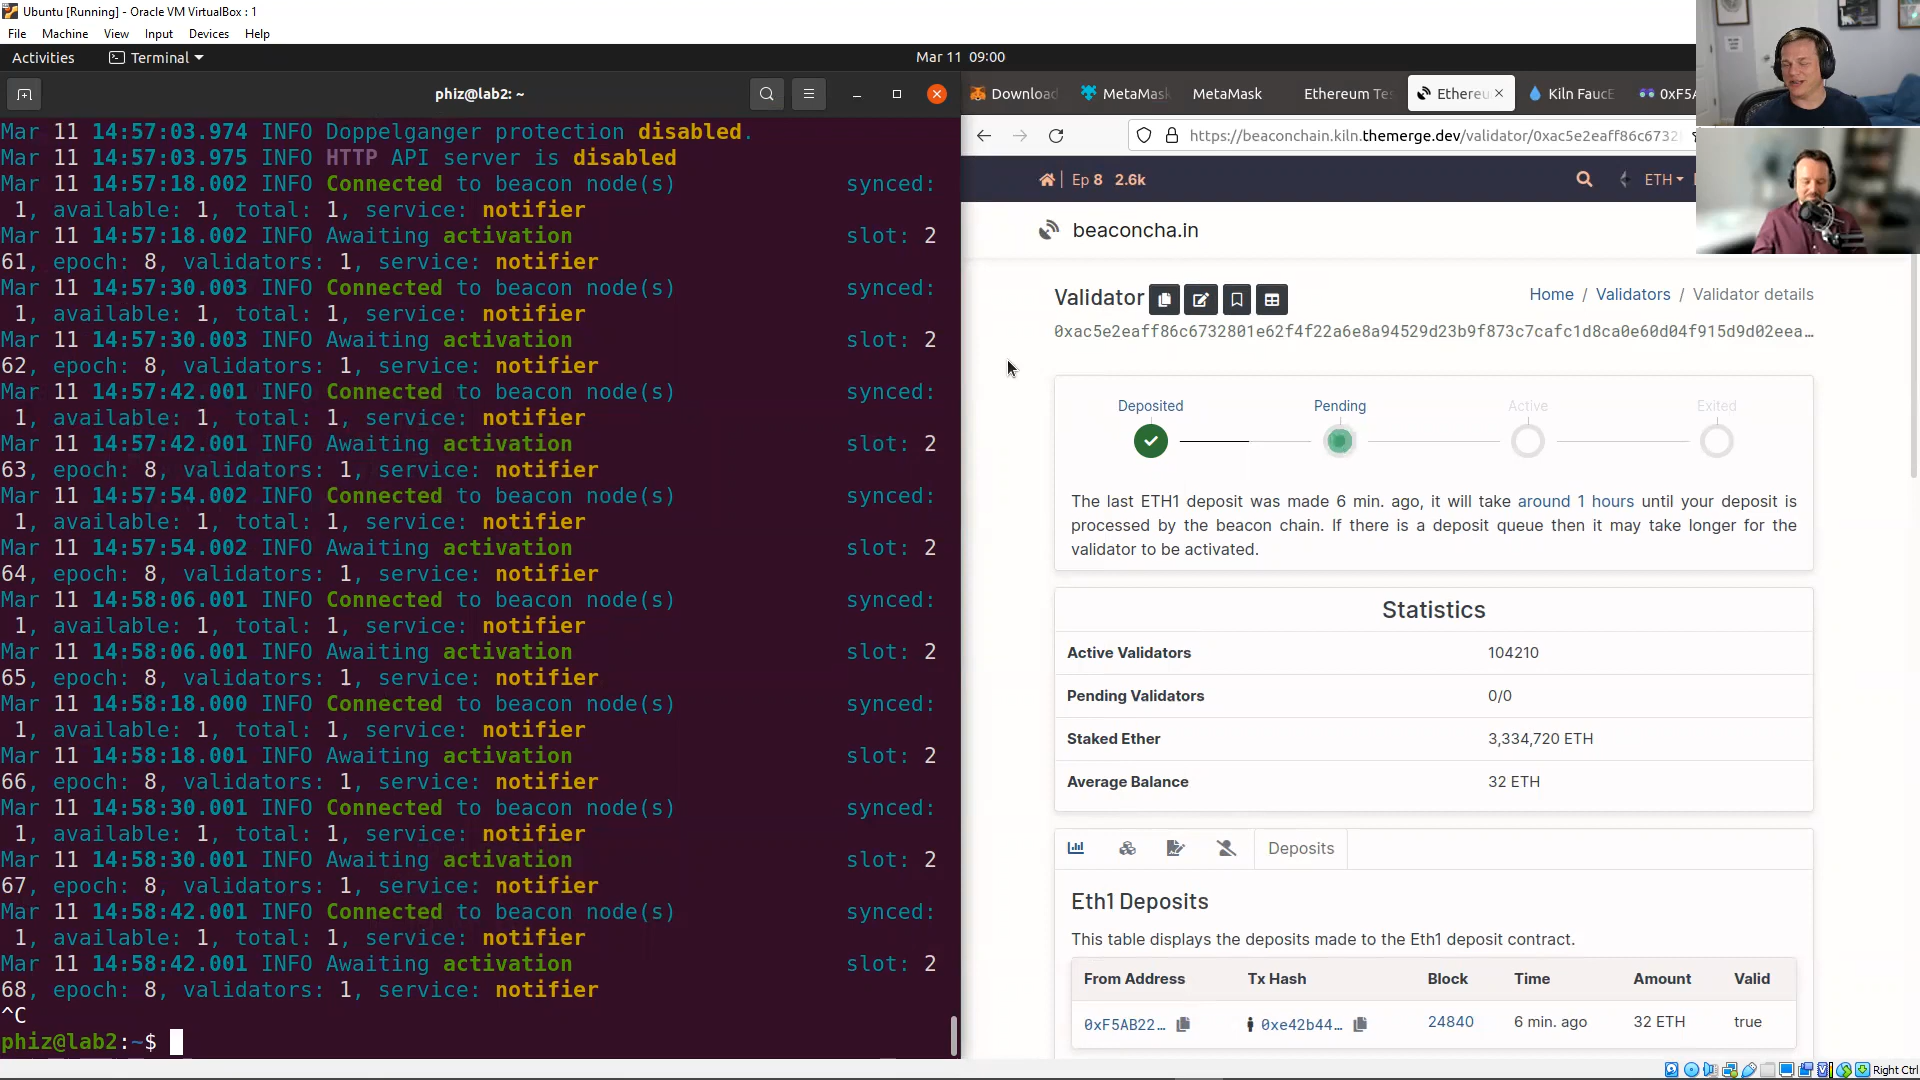 Ubuntu [Running] - Oracle VM VirtualBox : 1
File Machine View Input Devices Help
Activities Terminal Mar 11 09:00
phiz@lab2: ~
Mar 11 14:57:03.974 INFO Doppelganger protection disabled.
Mar 11 14:57:03.975 INFO HTTP API server is disabled
Mar 11 14:57:18.002 INFO Connected to beacon node(s) synced:
1, available: 1, total: 1, service: notifier
Mar 11 14:57:18.002 INFO Awaiting activation slot: 2
61, epoch: 8, validators: 1, service: notifier
Mar 11 14:57:30.003 INFO Connected to beacon node(s) synced:
1, available: 1, total: 1, service: notifier
Mar 11 14:57:30.003 INFO Awaiting activation slot: 2
62, epoch: 8, validators: 1, service: notifier
Mar 11 14:57:42.001 INFO Connected to beacon node(s) synced:
1, available: 1, total: 1, service: notifier
Mar 11 14:57:42.001 INFO Awaiting activation slot: 2
63, epoch: 8, validators: 1, service: notifier
Mar 11 14:57:54.002 INFO Connected to beacon node(s) synced:
1, available: 1, total: 1, service: notifier
Mar 11 14:57:54.002 INFO Awaiting activation slot: 2
64, epoch: 8, validators: 1, service: notifier
Mar 11 14:58:06.001 INFO Connected to beacon node(s) synced:
1, available: 1, total: 1, service: notifier
Mar 11 14:58:06.001 INFO Awaiting activation slot: 2
65, epoch: 8, validators: 1, service: notifier
Mar 11 14:58:18.000 INFO Connected to beacon node(s) synced:
1, available: 1, total: 1, service: notifier
Mar 11 14:58:18.001 INFO Awaiting activation slot: 2
66, epoch: 8, validators: 1, service: notifier
Mar 11 14:58:30.001 INFO Connected to beacon node(s) synced:
1, available: 1, total: 1, service: notifier
Mar 11 14:58:30.001 INFO Awaiting activation slot: 2
67, epoch: 8, validators: 1, service: notifier
Mar 11 14:58:42.001 INFO Connected to beacon node(s) synced:
1, available: 1, total: 1, service: notifier
Mar 11 14:58:42.001 INFO Awaiting activation slot: 2
68, epoch: 8, validators: 1, service: notifier
^C
phiz@lab2:~$
Download MetaMask MetaMask Ethereum Tes Ethereu Kiln Fauce 0xF5A
https://beaconchain.kiln.themerge.dev/validator/0xac5e2eaff86c6732
Ep 8 2.6k ETH
beaconcha.in
Validator Home / Validators / Validator details
0xac5e2eaff86c6732801e62f4f22a6e8a94529d23b9f873c7cafc1d8ca0e60d04f915d9d02eea…
Deposited Pending Active Exited
The last ETH1 deposit was made 6 min. ago, it will take around 1 hours until your deposit is
processed by the beacon chain. If there is a deposit queue then it may take longer for the
validator to be activated.
Statistics
Active Validators 104210
Pending Validators 0/0
Staked Ether 3,334,720 ETH
Average Balance 32 ETH
Deposits
Eth1 Deposits
This table displays the deposits made to the Eth1 deposit contract.
From Address Tx Hash Block Time Amount Valid
0xF5AB22… 0xe42b44… 24840 6 min. ago 32 ETH true
Right Ctrl